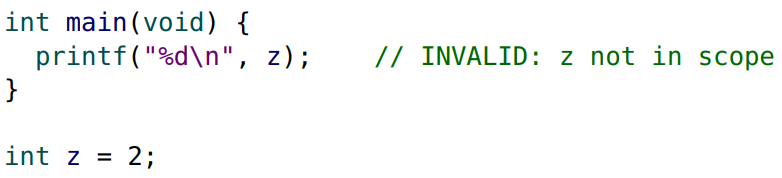 int main(void) {
  printf("%d\n", z);    // INVALID: z not in scope
}

int z = 2;